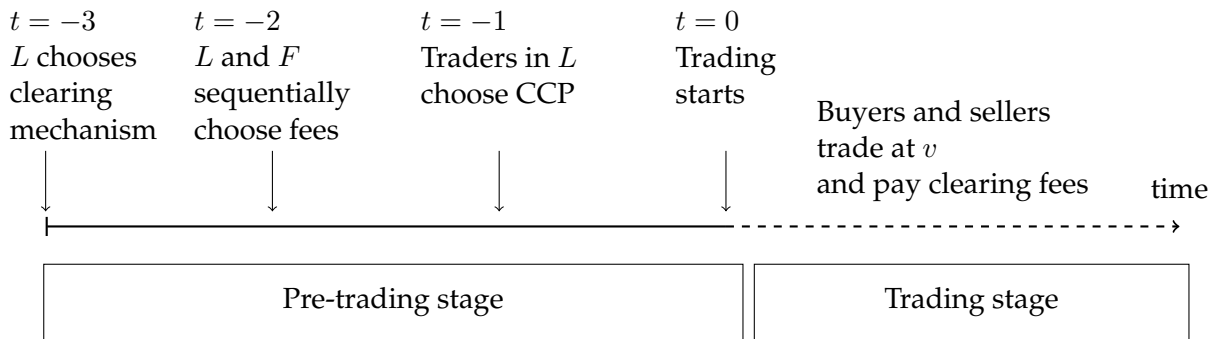 t = −3
L chooses
clearing
mechanism
t = −2
L and F
sequentially
choose fees
t = −1
Traders in L
choose CCP
t = 0
Trading
starts
Buyers and sellers
trade at v
and pay clearing fees
time
Pre-trading stage
Trading stage